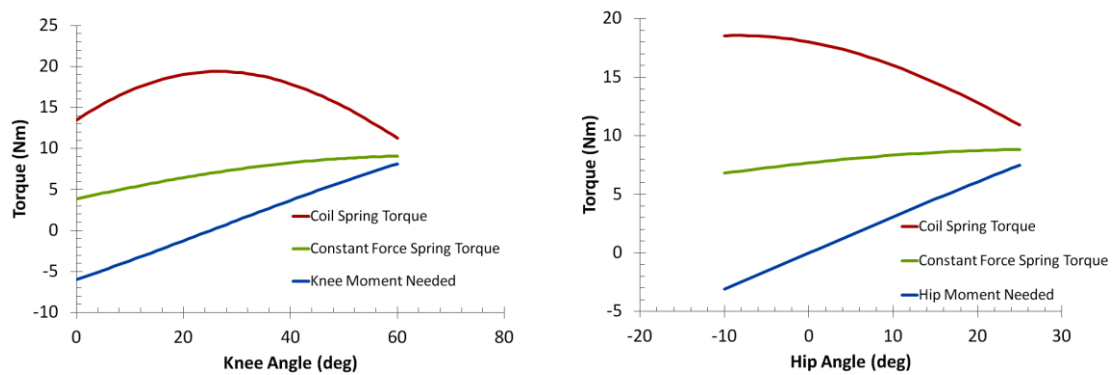 25
20
15
10
5
0
-5
-10
0
20
40
60
80
Torque (Nm)
Knee Angle (deg)
Coil Spring Torque
Constant Force Spring Torque
Knee Moment Needed
20
15
10
5
0
-5
-20
-10
0
10
20
30
Torque (Nm)
Hip Angle (deg)
Coil Spring Torque
Constant Force Spring Torque
Hip Moment Needed